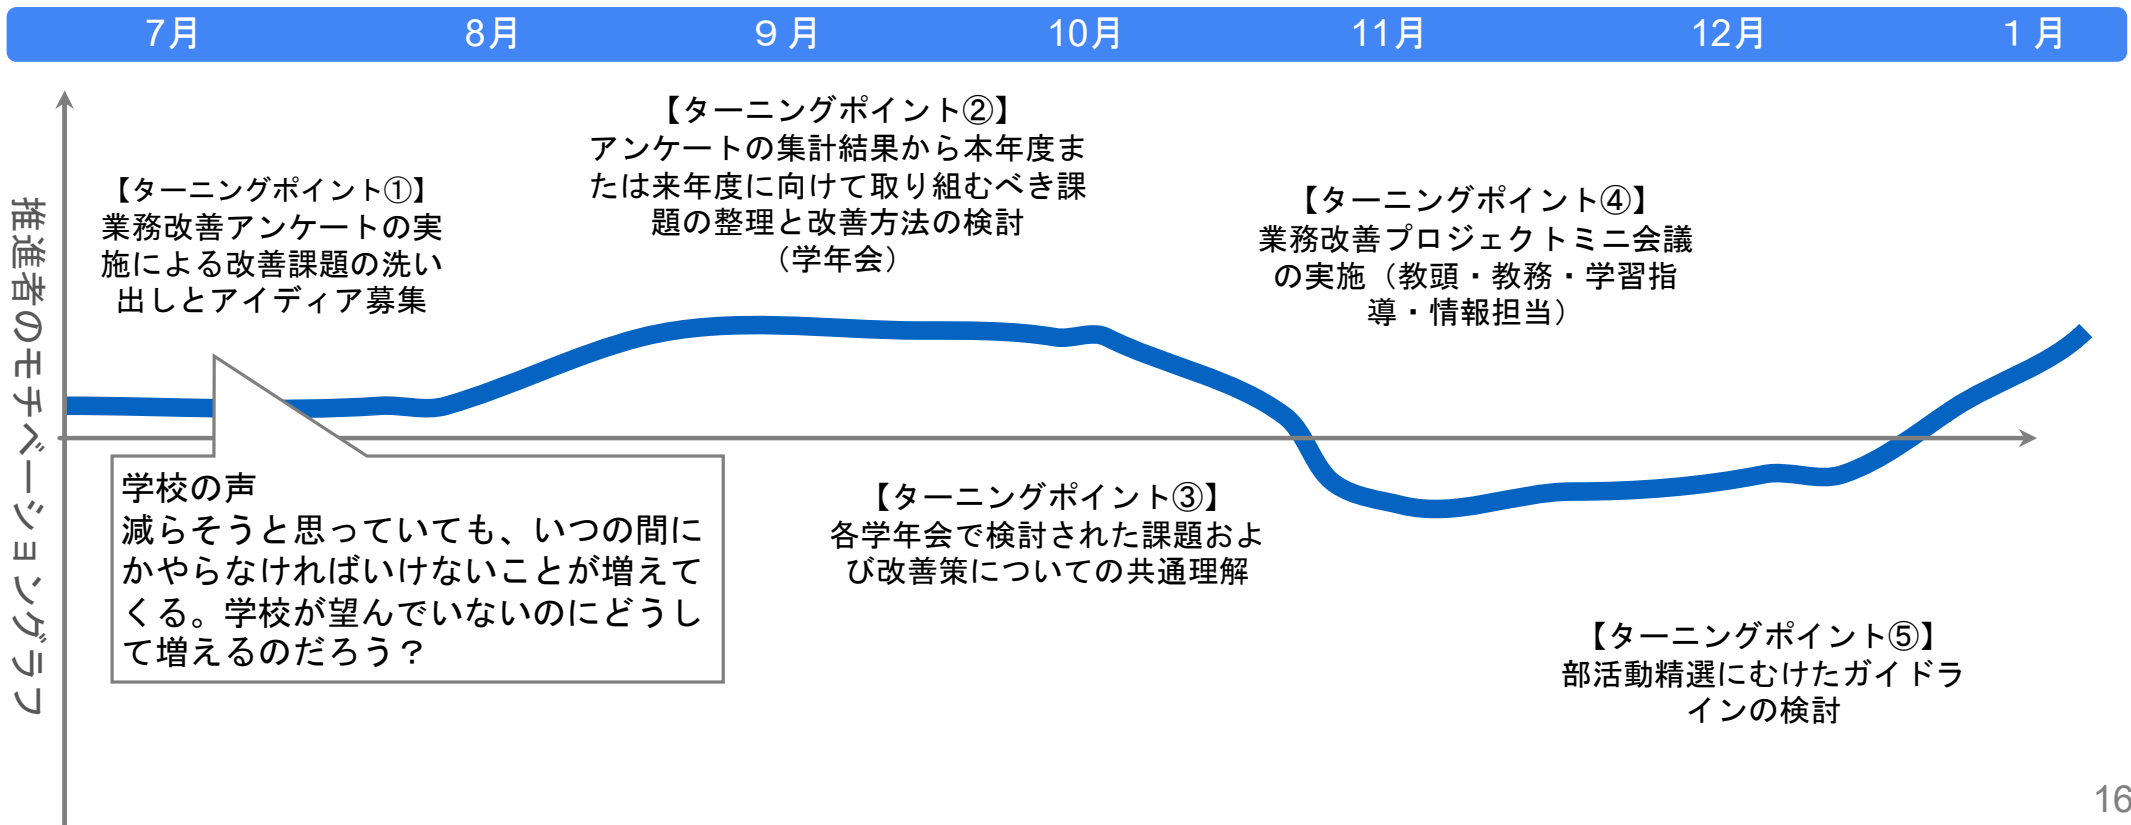 7月 8月 ９月 10月 11月 12月 １月
推進者のモチベーショングラフ
【ターニングポイント①】
業務改善アンケートの実
施による改善課題の洗い
出しとアイディア募集
【ターニングポイント②】
アンケートの集計結果から本年度ま
たは来年度に向けて取り組むべき課
題の整理と改善方法の検討
（学年会）
【ターニングポイント④】
業務改善プロジェクトミニ会議
の実施（教頭・教務・学習指
導・情報担当）
学校の声
減らそうと思っていても、いつの間に
かやらなければいけないことが増えて
くる。学校が望んでいないのにどうし
て増えるのだろう？
【ターニングポイント③】
各学年会で検討された課題およ
び改善策についての共通理解
【ターニングポイント⑤】
部活動精選にむけたガイドラ
インの検討
16